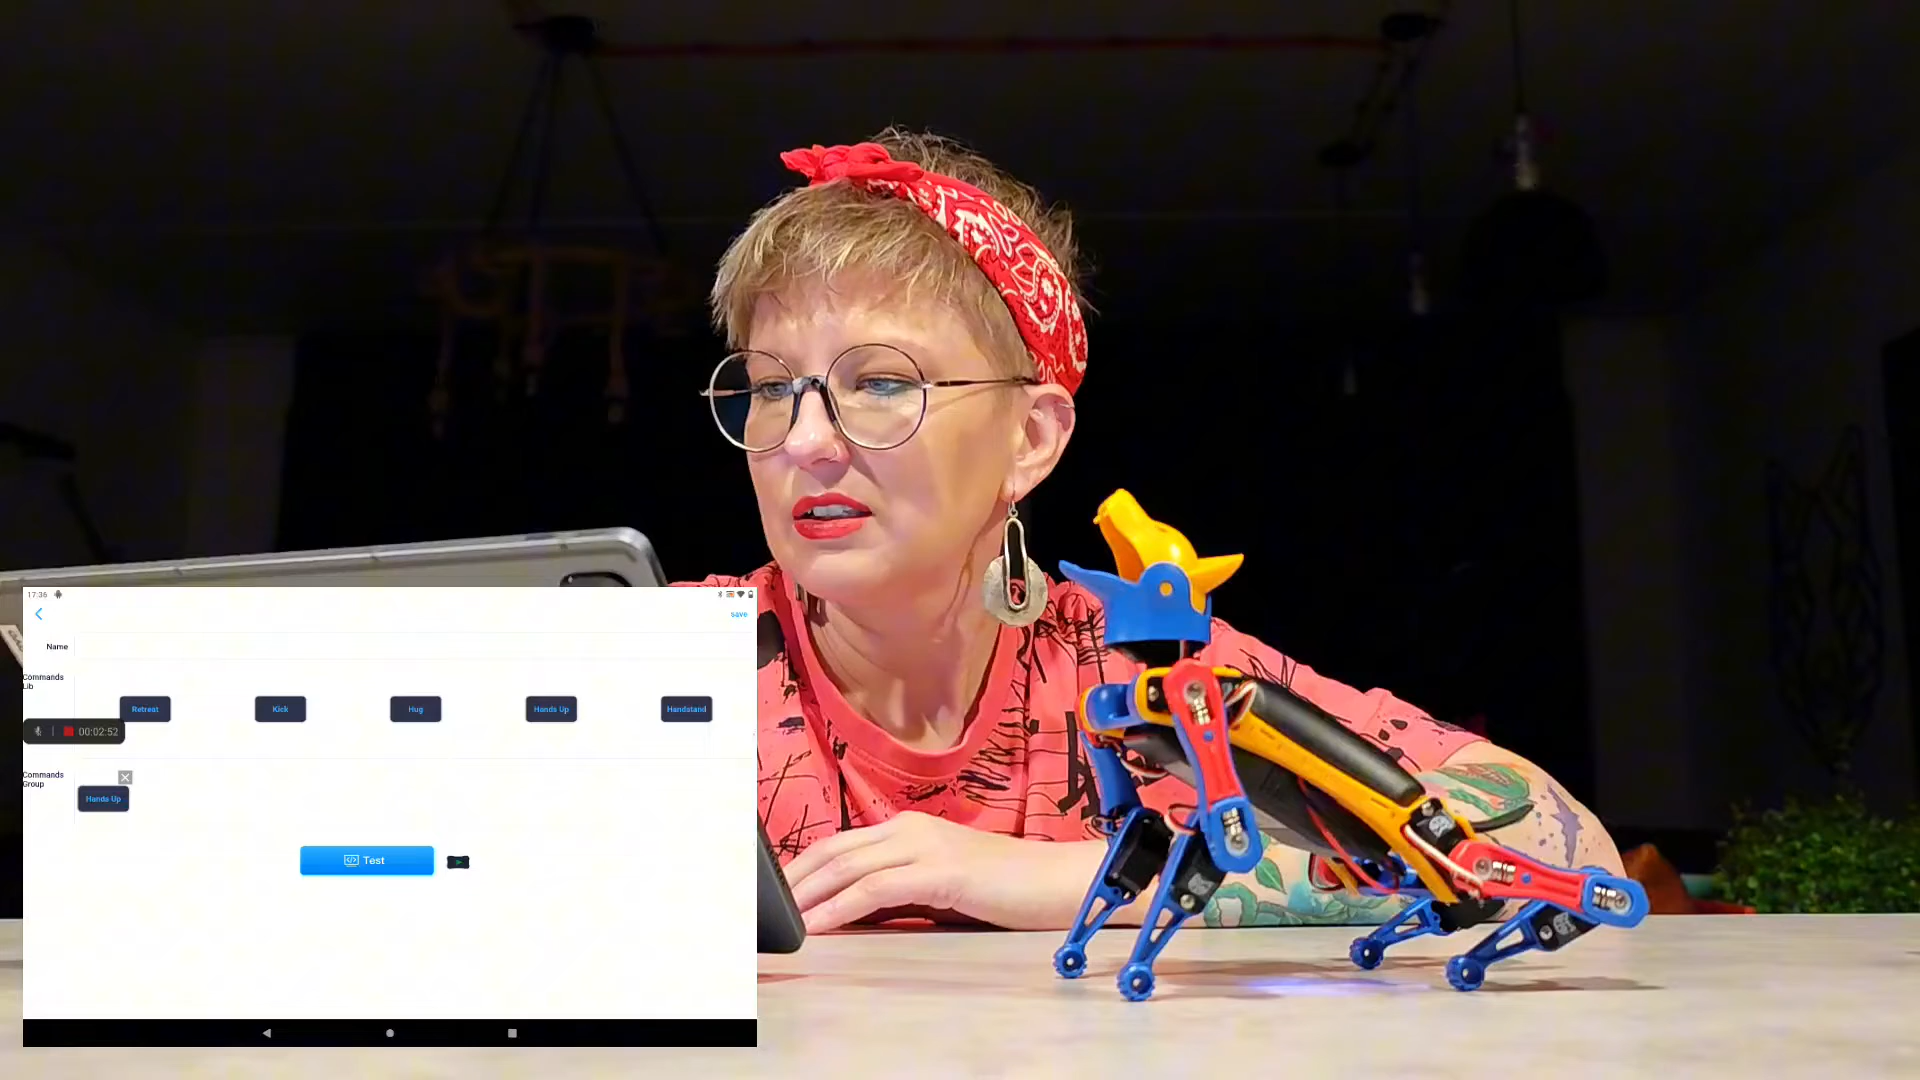 17:36
save
Name
Commands
Lib
Retreat
Kick
Hug
Hands Up
Handstand
00:02:52
Commands
Group
Hands Up
Test